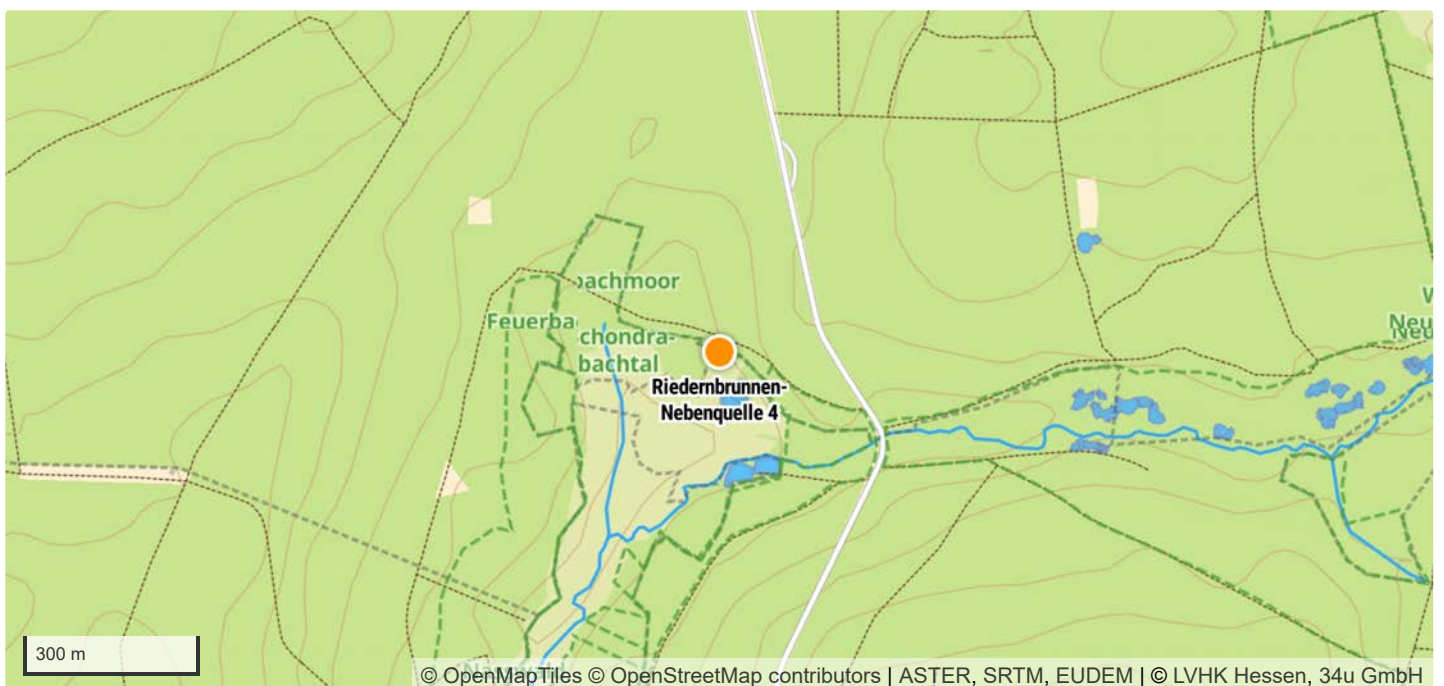 bachmoor
Feuerba
chondra-
bachtal
Riedernbrunnen-
Nebenquelle 4
W
Neu
Neu
300 m
© OpenMapTiles © OpenStreetMap contributors | ASTER, SRTM, EUDEM | © LVHK Hessen, 34u GmbH